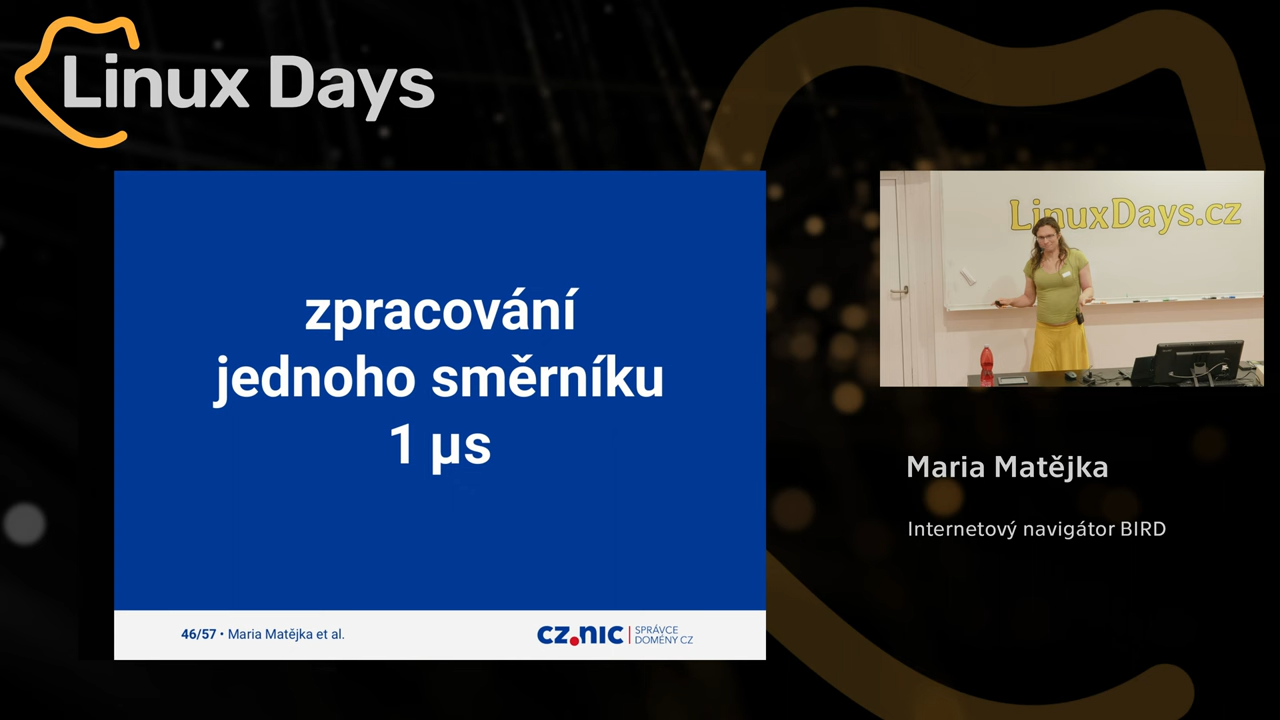 Linux Days
zpracování
jednoho směrníku
1 µs
46/57 • Maria Matějka et al.
CZ.NIC | SPRÁVCE
DOMÉNY CZ
LinuxDays.cz
Maria Matějka
Internetový navigátor BIRD